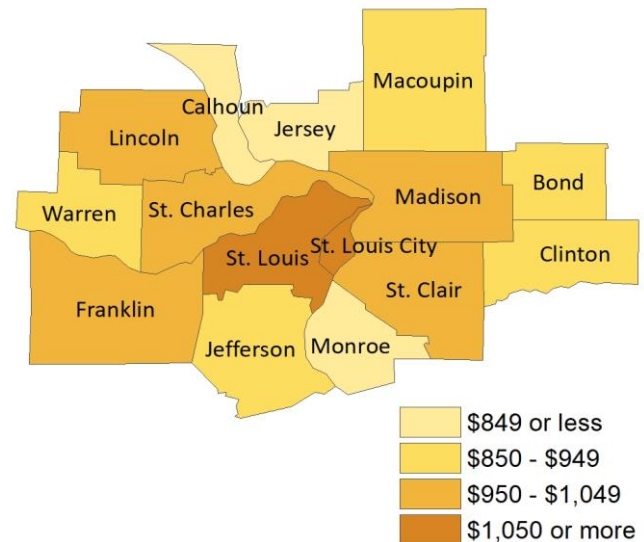 Macoupin
Calhoun
Jersey
Lincoln
Bond
Madison
Warren
St. Charles
St. Louis City
St. Louis
Clinton
St. Clair
Franklin
Jefferson
Monroe
$849 or less
$850 - $949
$950 - $1,049
$1,050 or more